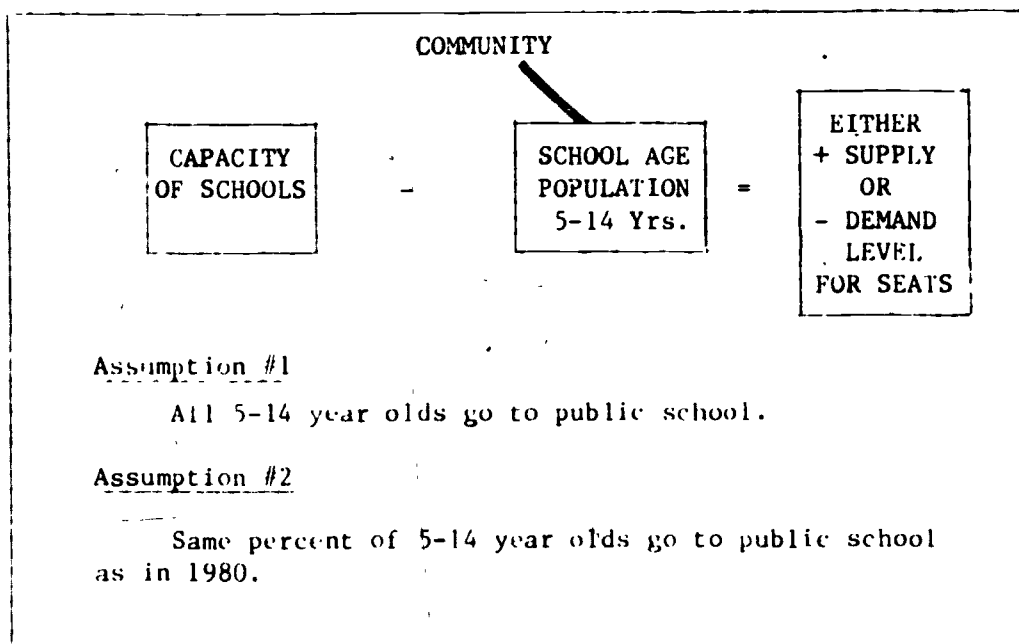 COMMUNITY
CAPACITY
OF SCHOOLS
-
SCHOOL AGE
POPULATION
5-14 Yrs.
=
EITHER
+ SUPPLY
OR
- DEMAND
LEVEL
FOR SEATS
Assumption #1
All 5-14 year olds go to public school.
Assumption #2
Same percent of 5-14 year olds go to public school
as in 1980.